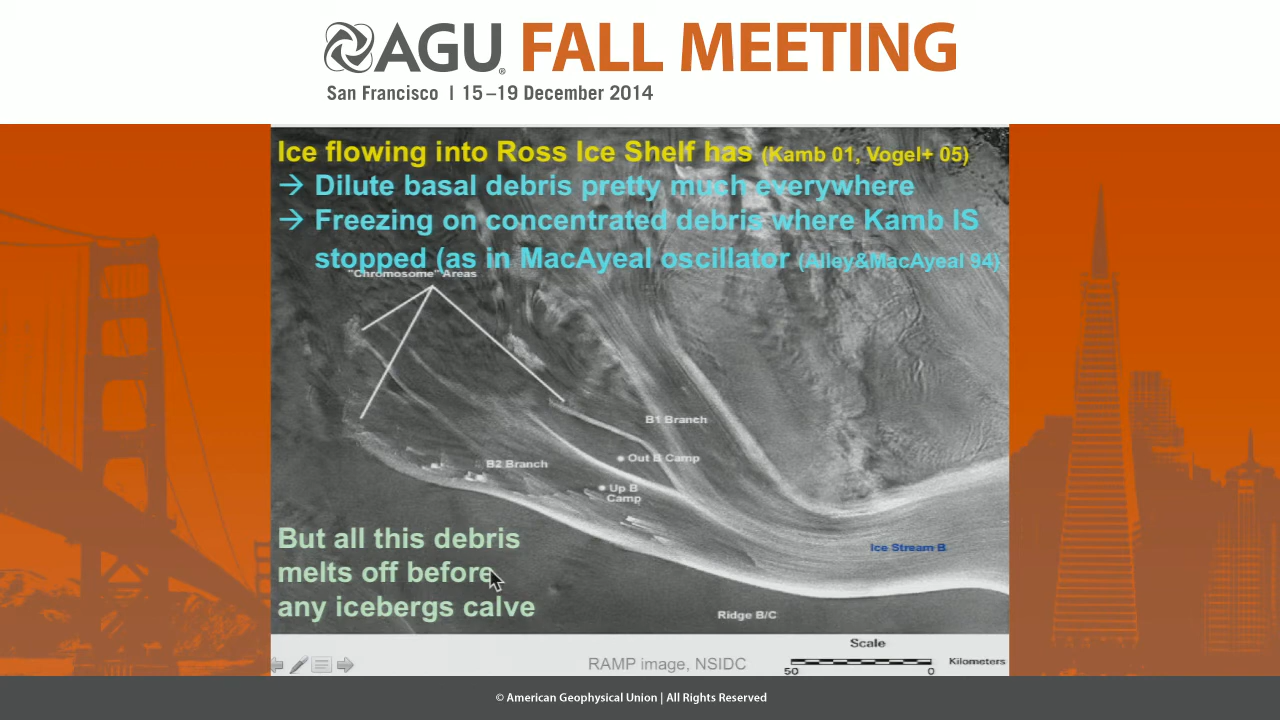 AGU® FALL MEETING
San Francisco | 15–19 December 2014
Ice flowing into Ross Ice Shelf has (Kamb 01, Vogel+ 05)
→ Dilute basal debris pretty much everywhere
→ Freezing on concentrated debris where Kamb IS
stopped (as in MacAyeal oscillator (Alley&MacAyeal 94)
"Chromosome" Areas
B1 Branch
Out B Camp
B2 Branch
Up B
Camp
But all this debris
melts off before
any icebergs calve
Ice Stream B
Ridge B/C
Scale
RAMP image, NSIDC
Kilometers
50 0
© American Geophysical Union | All Rights Reserved